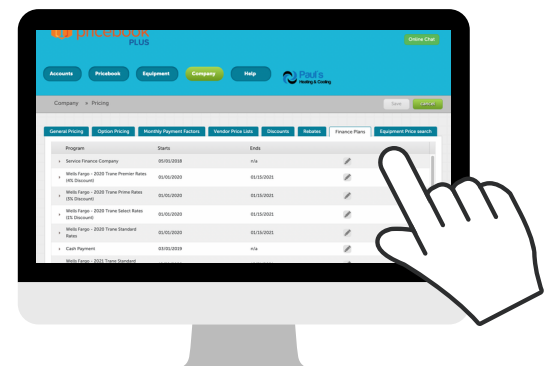 pricebook
PLUS
Online Chat
Accounts Pricebook Equipment Company Help
Paul's
Heating & Cooling
Company » Pricing
Save Cancel
General Pricing Option Pricing Monthly Payment Factors Vendor Price Lists Discounts Rebates Finance Plans Equipment Price search
Program Starts Ends
Service Finance Company 05/01/2018 n/a
Wells Fargo - 2020 Trane Premier Rates
(4% Discount) 01/01/2020 01/15/2021
Wells Fargo - 2020 Trane Prime Rates
(5% Discount) 01/01/2020 01/15/2021
Wells Fargo - 2020 Trane Select Rates
(2% Discount) 01/01/2020 01/15/2021
Wells Fargo - 2020 Trane Standard
Rates 01/01/2020 01/15/2021
Cash Payment 03/01/2019 n/a
Wells Fargo - 2021 Trane Standard